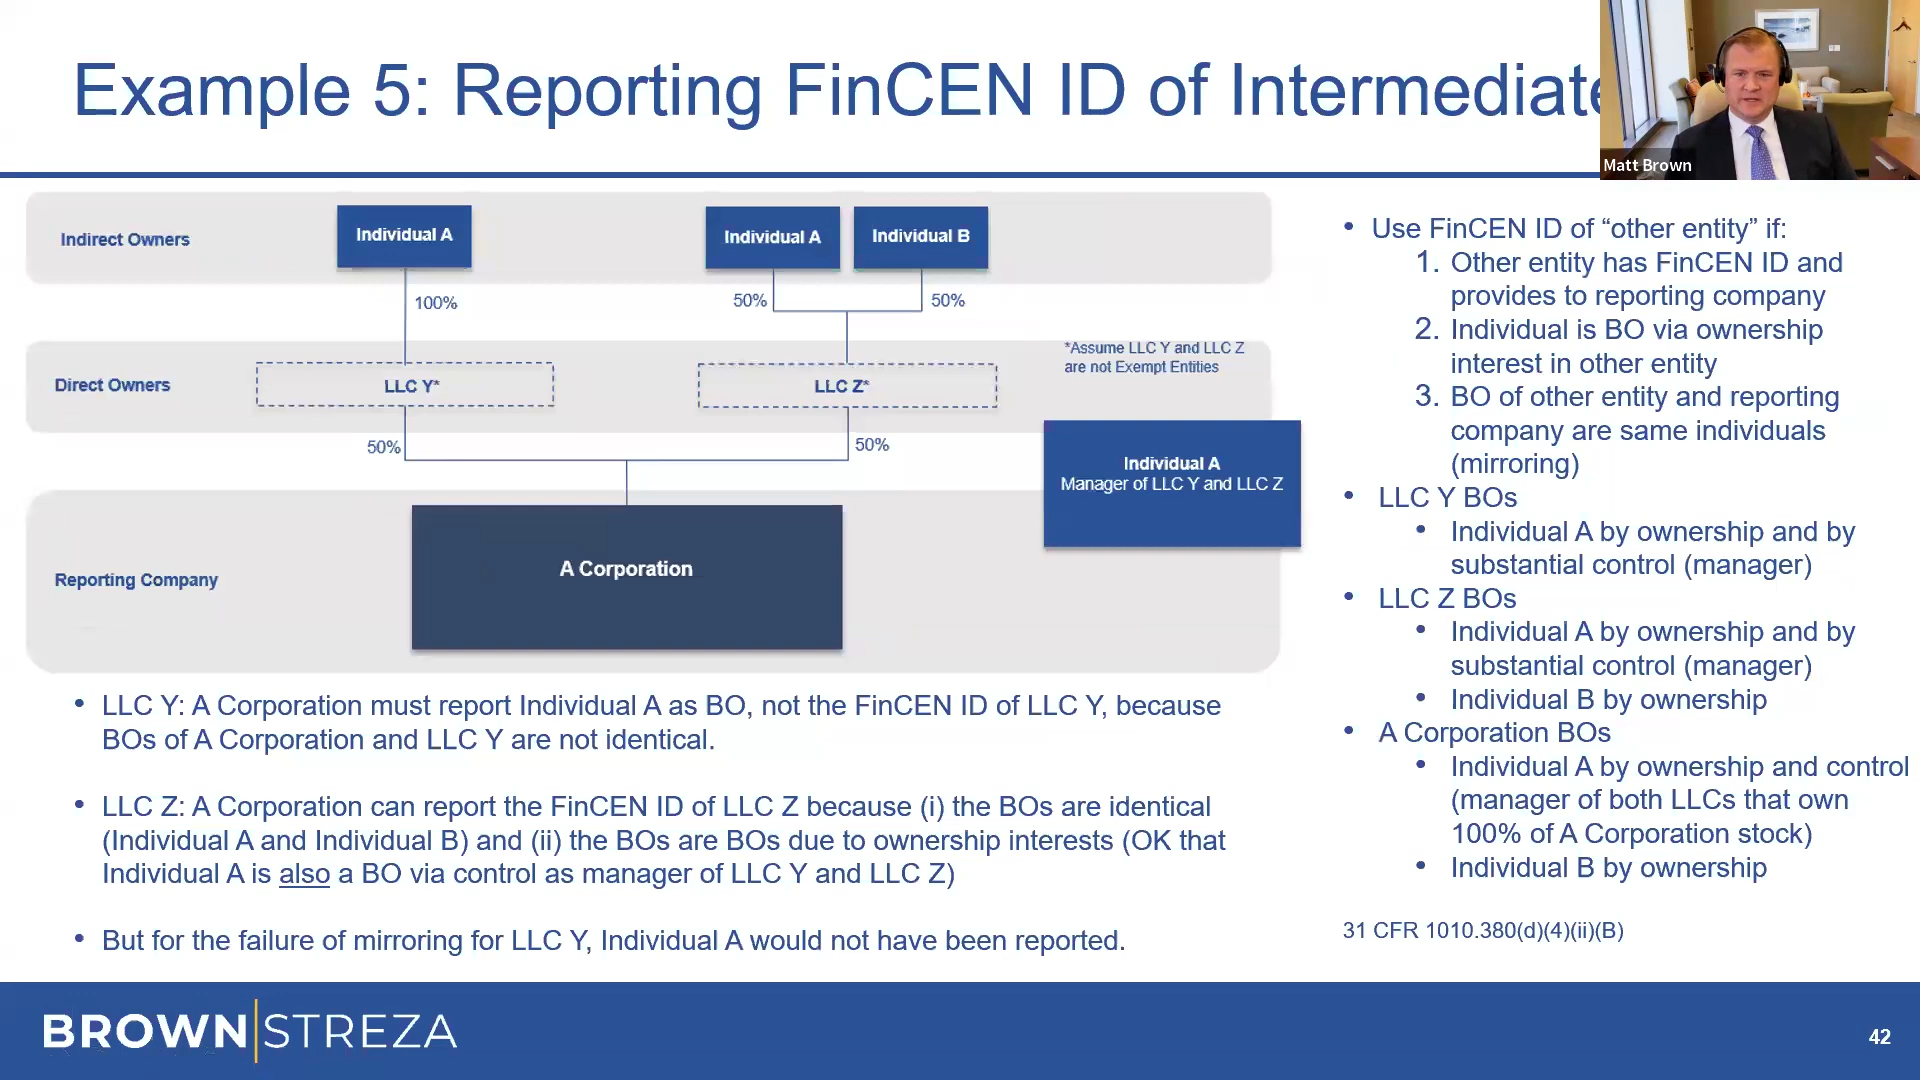 Example 5: Reporting FinCEN ID of Intermediate
Matt Brown
Indirect Owners
Individual A
Individual A
Individual B
100%
50%
50%
*Assume LLC Y and LLC Z
are not Exempt Entities
Direct Owners
LLC Y*
LLC Z*
50%
50%
Individual A
Manager of LLC Y and LLC Z
Reporting Company
A Corporation
• LLC Y: A Corporation must report Individual A as BO, not the FinCEN ID of LLC Y, because
BOs of A Corporation and LLC Y are not identical.
• LLC Z: A Corporation can report the FinCEN ID of LLC Z because (i) the BOs are identical
(Individual A and Individual B) and (ii) the BOs are BOs due to ownership interests (OK that
Individual A is also a BO via control as manager of LLC Y and LLC Z)
• But for the failure of mirroring for LLC Y, Individual A would not have been reported.
• Use FinCEN ID of “other entity” if:
1. Other entity has FinCEN ID and
provides to reporting company
2. Individual is BO via ownership
interest in other entity
3. BO of other entity and reporting
company are same individuals
(mirroring)
• LLC Y BOs
• Individual A by ownership and by
substantial control (manager)
• LLC Z BOs
• Individual A by ownership and by
substantial control (manager)
• Individual B by ownership
• A Corporation BOs
• Individual A by ownership and control
(manager of both LLCs that own
100% of A Corporation stock)
• Individual B by ownership
31 CFR 1010.380(d)(4)(ii)(B)
BROWN|STREZA
42